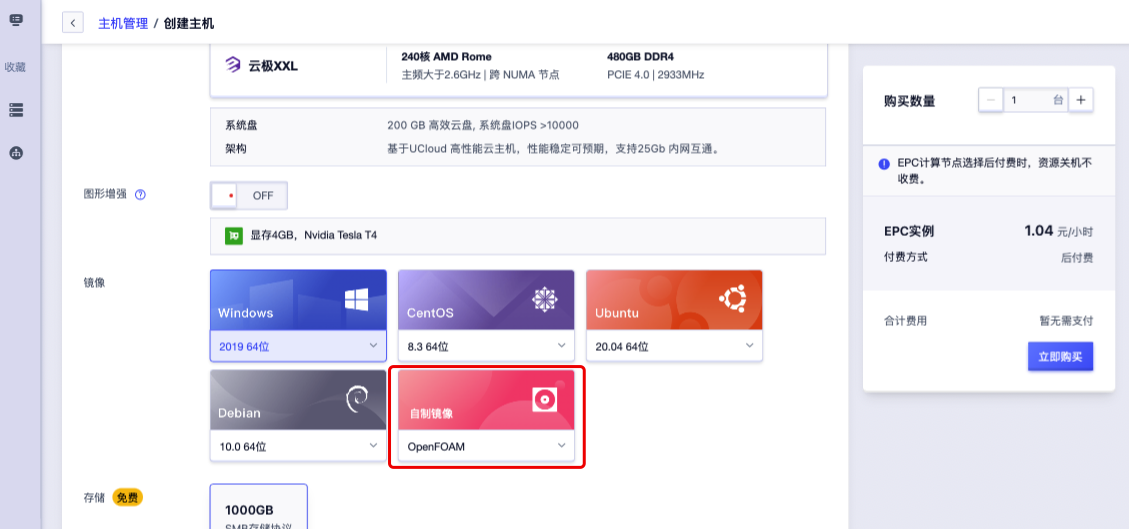 主机管理 / 创建主机
收藏
云极XXL
240核 AMD Rome
480GB DDR4
主频大于2.6GHz | 跨 NUMA 节点
PCIE 4.0 | 2933MHz
购买数量
1 台
系统盘
200 GB 高效云盘, 系统盘IOPS >10000
架构
基于UCloud 高性能云主机，性能稳定可预期，支持25Gb 内网互通。
EPC计算节点选择后付费时，资源关机不
收费。
图形增强
OFF
显存4GB，Nvidia Tesla T4
EPC实例
1.04 元/小时
付费方式
后付费
镜像
Windows
2019 64位
CentOS
8.3 64位
Ubuntu
20.04 64位
合计费用
暂无需支付
立即购买
Debian
10.0 64位
自制镜像
OpenFOAM
存储 免费
1000GB
SMB存储协议